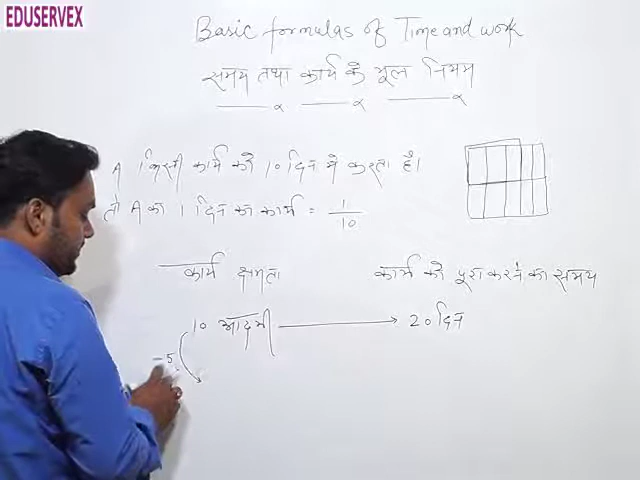 EDUSERVEX
Basic formulas of Time and work
समय तथा कार्य के मूल नियम
A किसी कार्य को 10 दिन में करता है।
तो A का 1 दिन का कार्य = 1/10
कार्य क्षमता कार्य को पूरा करने का समय
10 आदमी → 20 दिन
-5